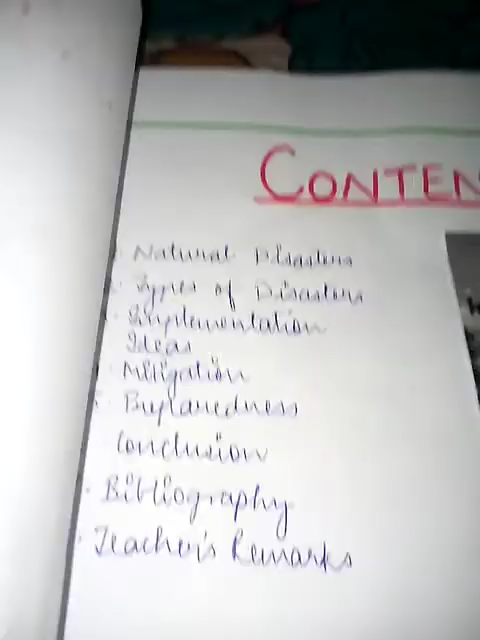 CONTEN
Natural Disasters
Types of Disasters
Implementation
Ideas
Mitigation
Preparedness
Conclusion
Bibliography
Teacher's Remarks